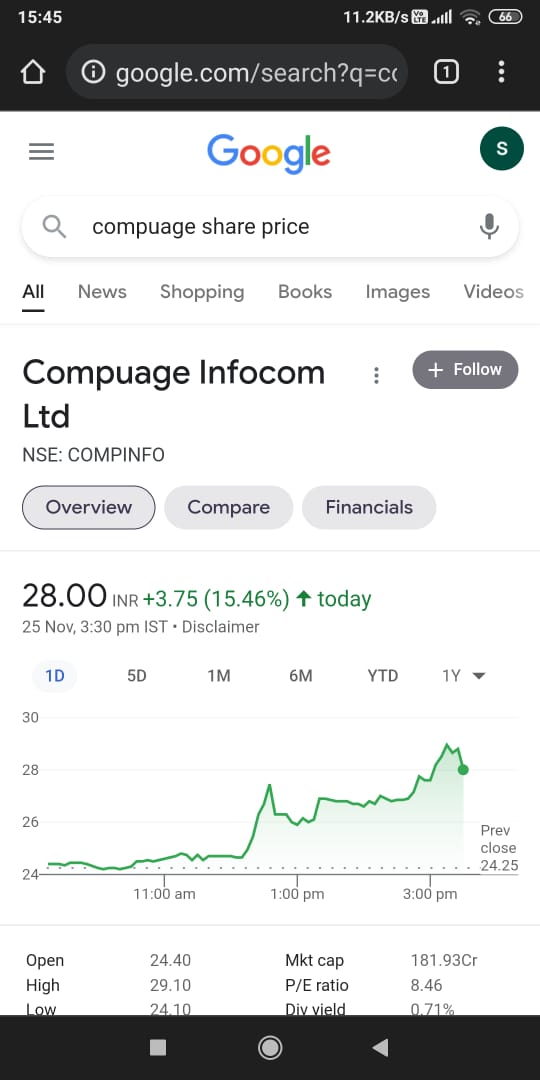 15:45 11.2KB/s Vo LTE 66
google.com/search?q=co 1
Google
S
compuage share price
All News Shopping Books Images Videos
Compuage Infocom
Ltd
+ Follow
NSE: COMPINFO
Overview Compare Financials
28.00 INR +3.75 (15.46%) today
25 Nov, 3:30 pm IST • Disclaimer
1D 5D 1M 6M YTD 1Y
30
28
26
24
Prev
close
24.25
11:00 am 1:00 pm 3:00 pm
Open 24.40 Mkt cap 181.93Cr
High 29.10 P/E ratio 8.46
Low 24.10 Div yield 0.71%